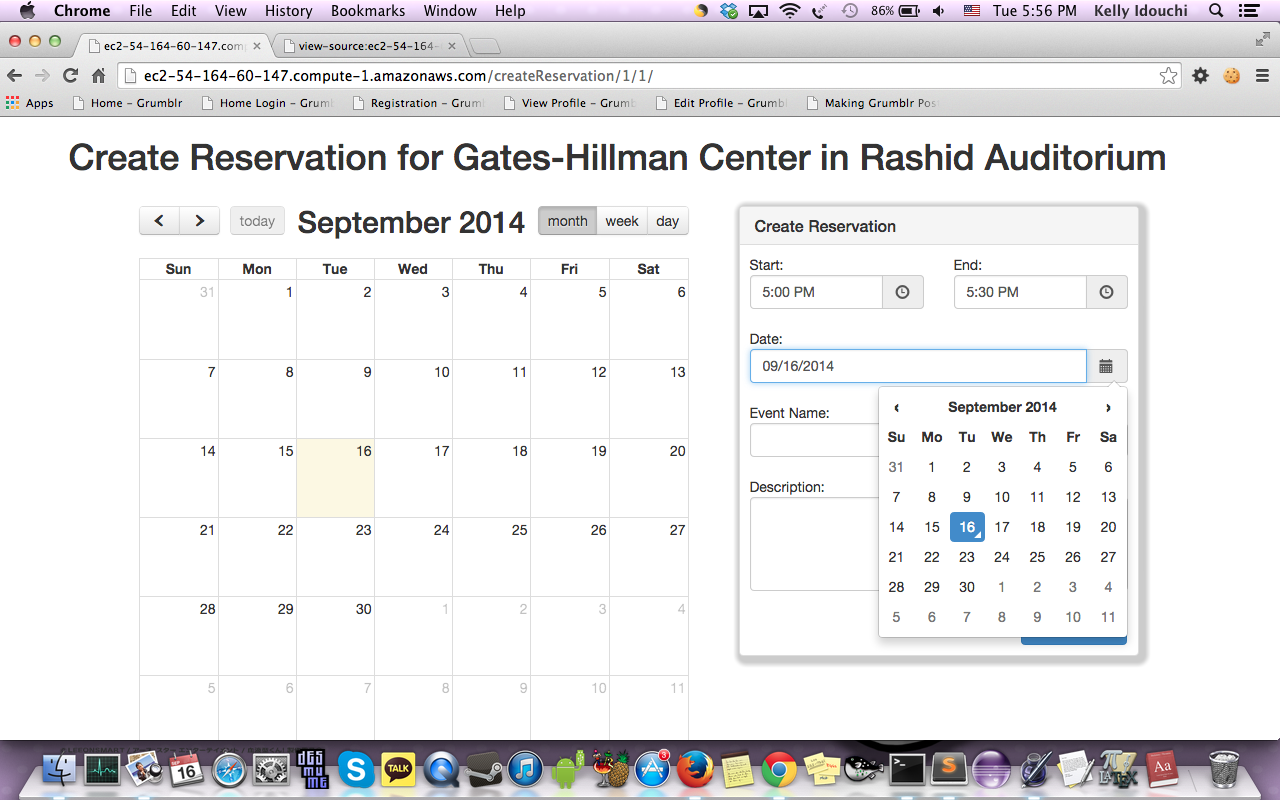 Chrome File Edit View History Bookmarks Window Help 86% Tue 5:56 PM Kelly Idouchi
ec2-54-164-60-147.com view-source:ec2-54-164-
ec2-54-164-60-147.compute-1.amazonaws.com/createReservation/1/1/
Apps Home – Grumblr Home Login – Grum Registration – Grum View Profile – Grumb Edit Profile – Grumbl Making Grumblr Pos
Create Reservation for Gates-Hillman Center in Rashid Auditorium
today September 2014 month week day
Sun Mon Tue Wed Thu Fri Sat
31 1 2 3 4 5 6
7 8 9 10 11 12 13
14 15 16 17 18 19 20
21 22 23 24 25 26 27
28 29 30 1 2 3 4
5 6 7 8 9 10 11
Create Reservation
Start: End:
5:00 PM 5:30 PM
Date:
09/16/2014
Event Name:
Description:
‹ September 2014 ›
Su Mo Tu We Th Fr Sa
31 1 2 3 4 5 6
7 8 9 10 11 12 13
14 15 16 17 18 19 20
21 22 23 24 25 26 27
28 29 30 1 2 3 4
5 6 7 8 9 10 11
SEP 16
TALK
3
Aa